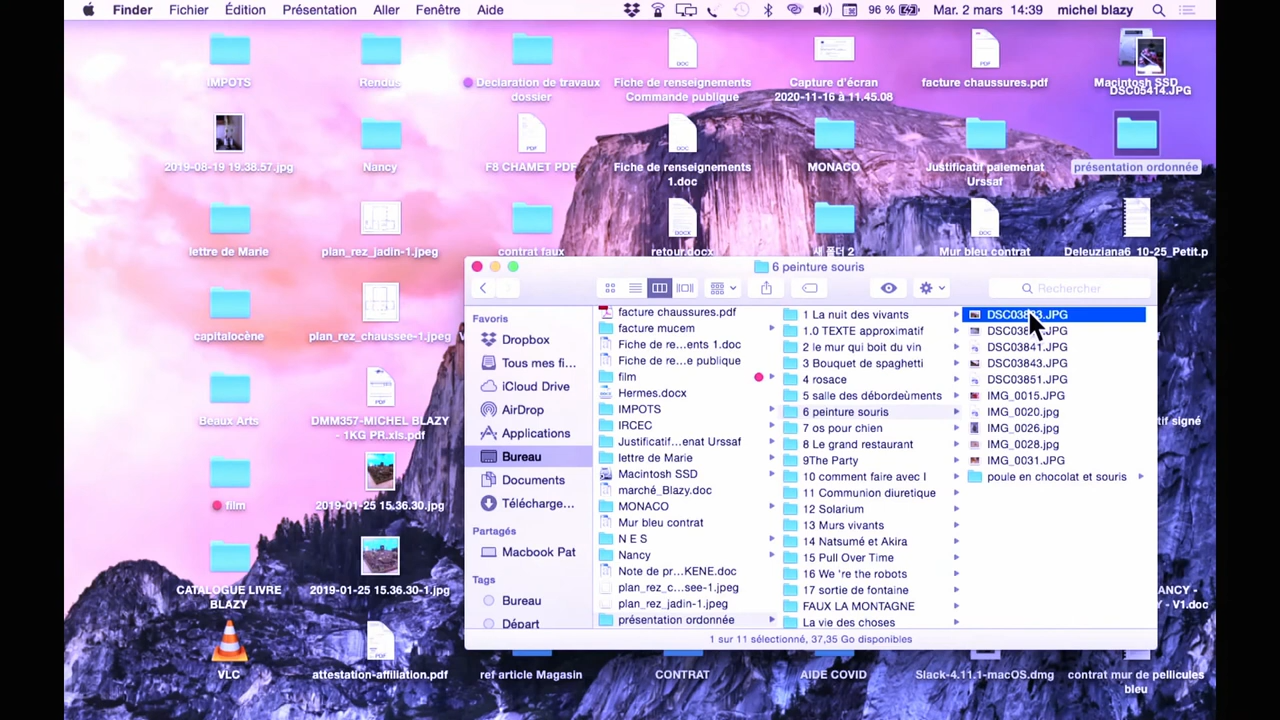 Finder Fichier Édition Présentation Aller Fenêtre Aide 96 % Mar. 2 mars 14:39 michel blazy
IMPOTS
Rendus
Déclaration de travaux
dossier
Fiche de renseignements
Commande publique
Capture d'écran
2020-11-16 à 11.45.08
facture chaussures.pdf
Macintosh SSD
DSC05414.JPG
2019-08-19 19.38.57.jpg
Nancy
F8 CHAMET PDF
Fiche de renseignements
1.doc
MONACO
Justificatif paiemenat
Urssaf
présentation ordonnée
lettre de Marie
plan_rez_jadin-1.jpeg
contrat faux
retour.docx
새 폴더 2
Mur bleu contrat
Deleuziana6_10-25_Petit.p
capitalocène
plan_rez_chaussee-1.jpeg
Beaux Arts
DMM357-MICHEL BLAZY
- 1KG PR.xls.pdf
film
2019-01-25 15.36.30.jpg
CATALOGUE LIVRE
BLAZY
2019-01-25 15.36.30-1.jpg
VLC
attestation-affiliation.pdf
ref article Magasin
CONTRAT
AIDE COVID
Slack-4.11.1-macOS.dmg
contrat mur de pellicules
bleu
6 peinture souris
Rechercher
Favoris
Dropbox
Tous mes fi...
iCloud Drive
AirDrop
Applications
Bureau
Documents
Télécharge...
Partagés
Macbook Pat
Tags
Bureau
Départ
facture chaussures.pdf
facture mucem
Fiche de re...ents 1.doc
Fiche de re...e publique
film
Hermes.docx
IMPOTS
IRCEC
Justificatif...enat Urssaf
lettre de Marie
Macintosh SSD
marché_Blazy.doc
MONACO
Mur bleu contrat
N E S
Nancy
Note de pr...KENE.doc
plan_rez_c...see-1.jpeg
plan_rez_jadin-1.jpeg
présentation ordonnée
1 La nuit des vivants
1.0 TEXTE approximatif
2 le mur qui boit du vin
3 Bouquet de spaghetti
4 rosace
5 salle des débordeùments
6 peinture souris
7 os pour chien
8 Le grand restaurant
9The Party
10 comment faire avec l
11 Communion diuretique
12 Solarium
13 Murs vivants
14 Natsumé et Akira
15 Pull Over Time
16 We 're the robots
17 sortie de fontaine
FAUX LA MONTAGNE
La vie des choses
DSC03841.JPG
DSC03843.JPG
DSC03851.JPG
IMG_0015.JPG
IMG_0020.jpg
IMG_0026.jpg
IMG_0028.jpg
IMG_0031.JPG
poule en chocolat et souris
1 sur 11 sélectionné, 37,35 Go disponibles
atif signé
ANCY -
- V1.doc